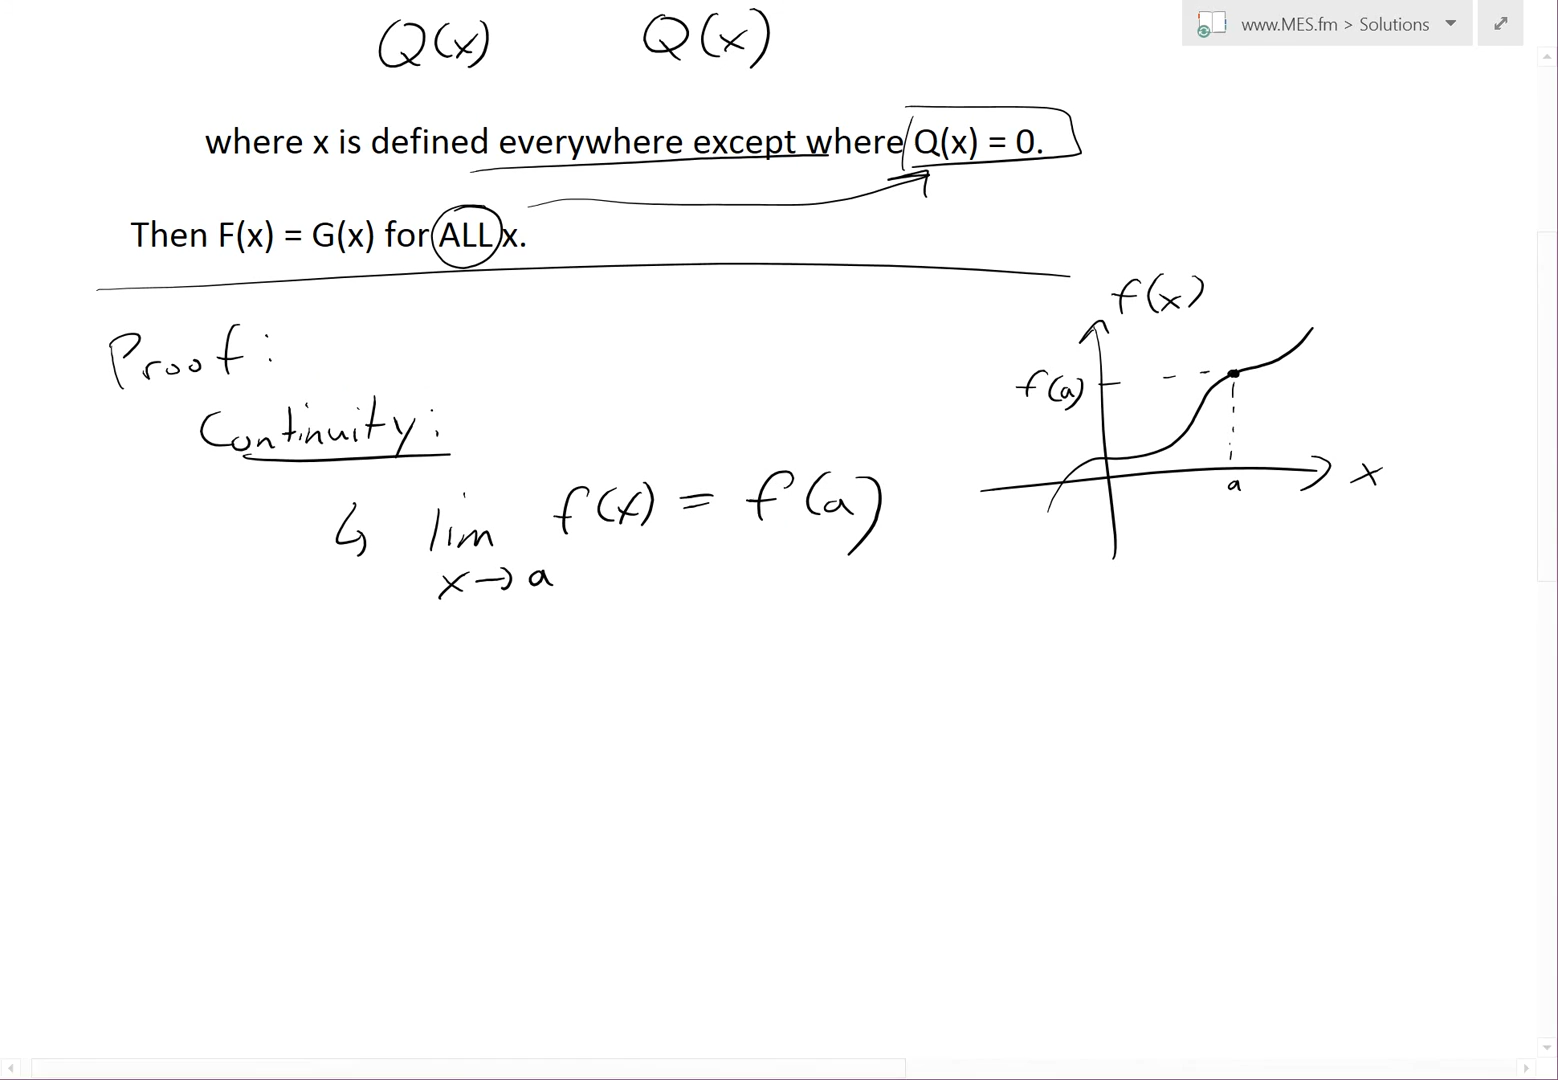 www.MES.fm > Solutions
Q(x) Q(x)
where x is defined everywhere except where Q(x) = 0.
Then F(x) = G(x) for ALL x.
Proof:
Continuity:
lim f(x) = f(a)
x→a
f(x)
f(a)
a
x